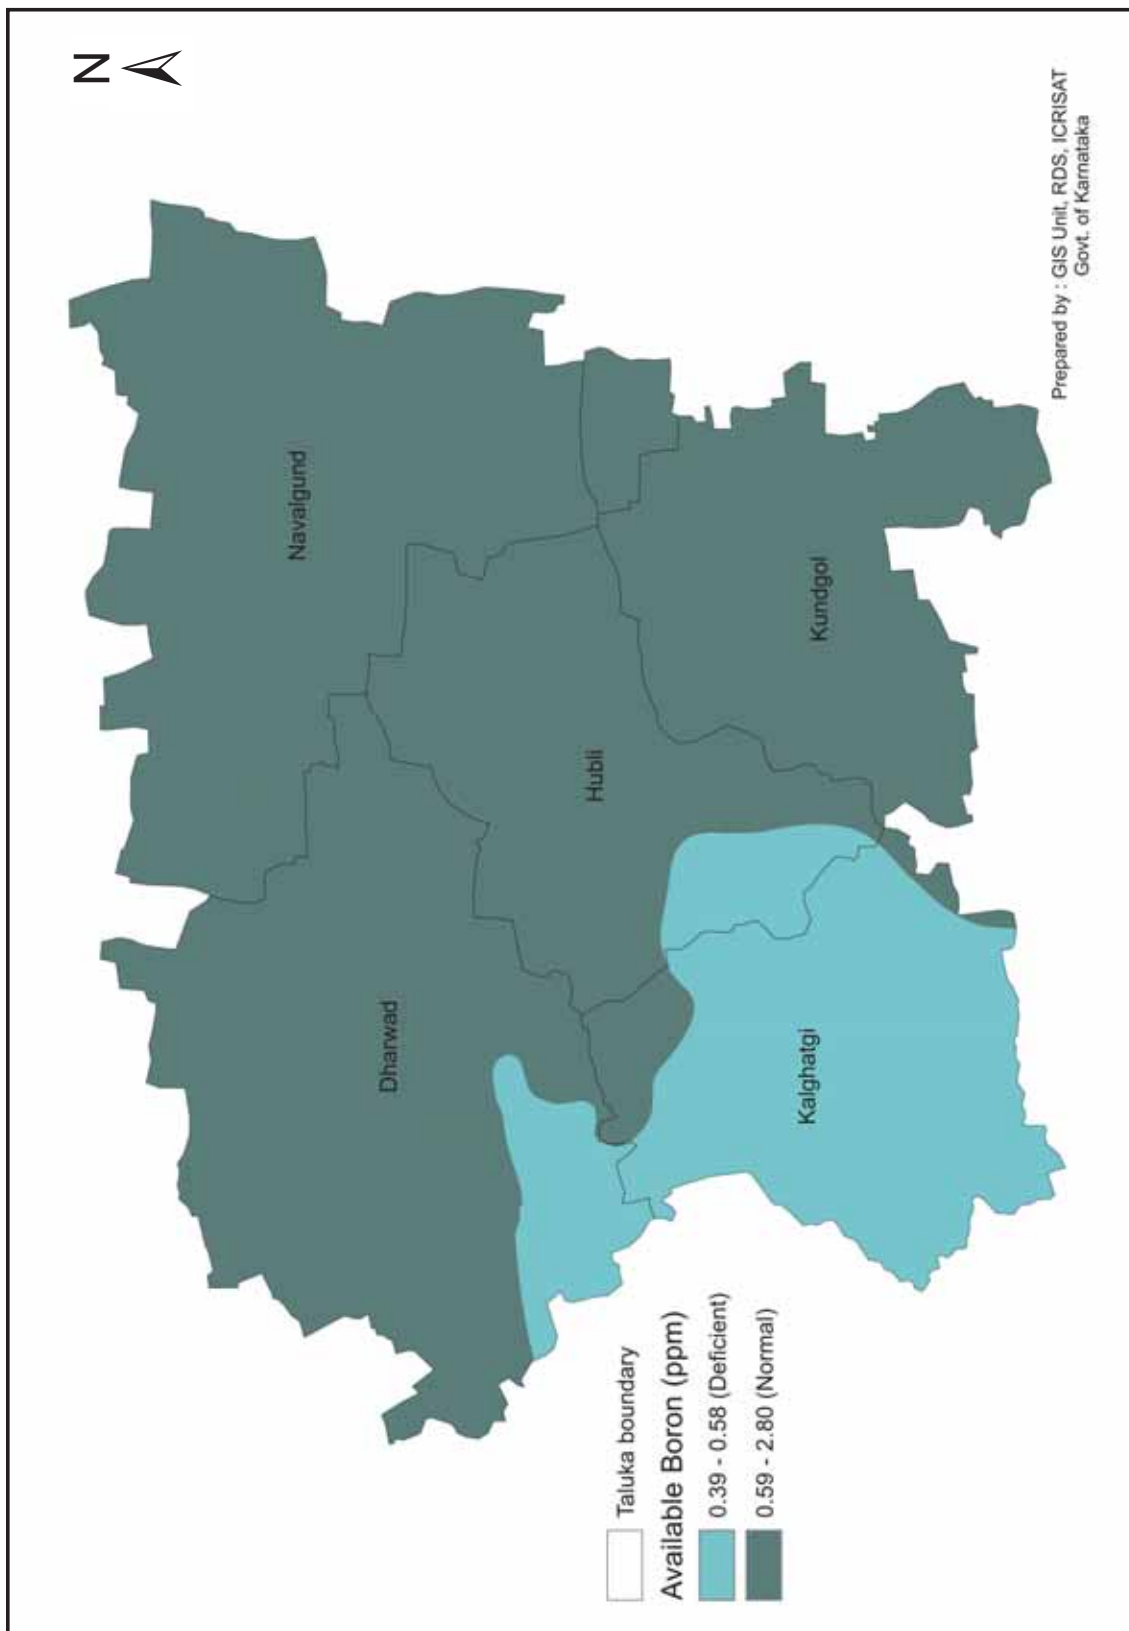 N
Navalgund
Dharwad
Hubli
Kundgol
Kalghatgi
Taluka boundary
Available Boron (ppm)
0.39 - 0.58 (Deficient)
0.59 - 2.80 (Normal)
Prepared by : GIS Unit, RDS, ICRISAT
Govt. of Karnataka